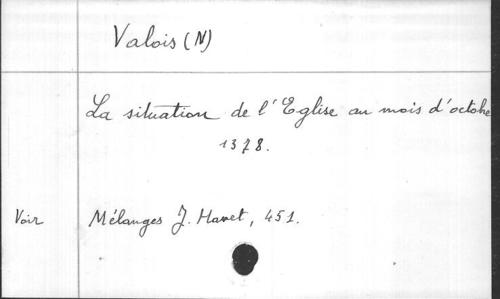 Valois (N)
La situation de l'Eglise au mois d'octobre
1378.
Voir Mélanges J. Havet, 451.